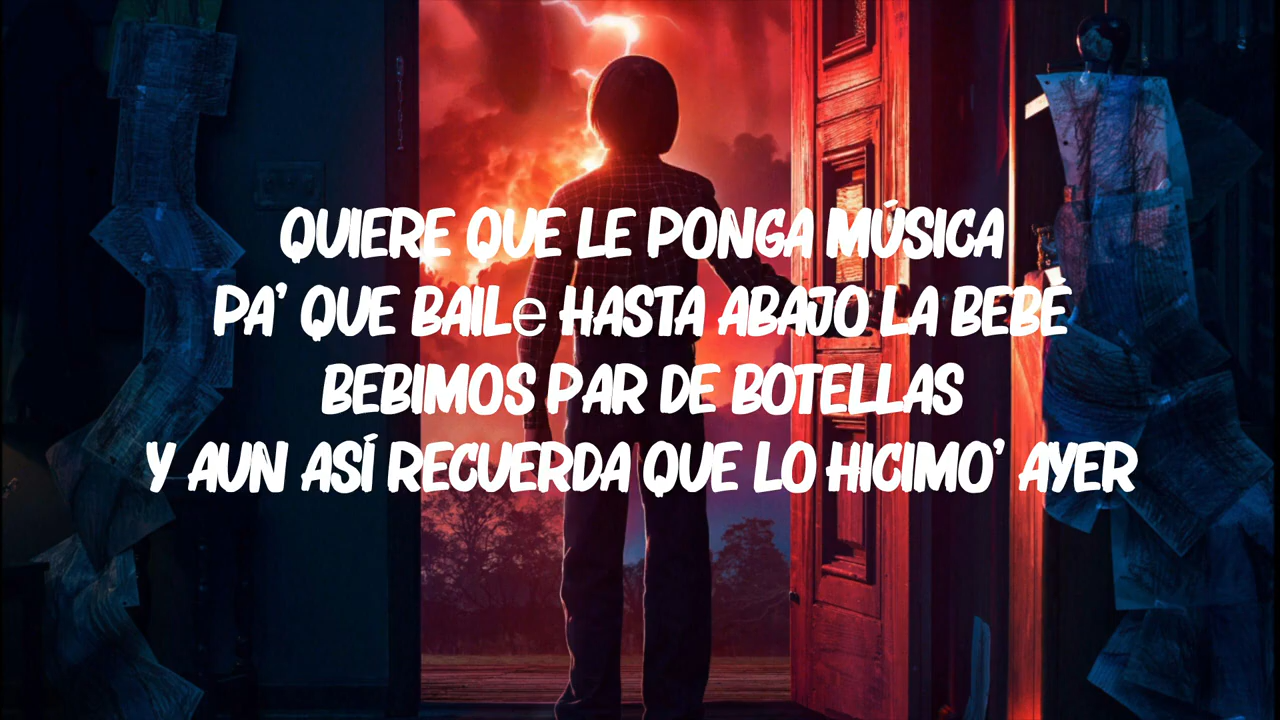 QUIERE QUE LE PONGA MÚSICA
PA' QUE BAILe HASTA ABAJO LA BEBÉ
BEBIMOS PAR DE BOTELLAS
Y AUN ASÍ RECUERDA QUE LO HICIMO' AYER